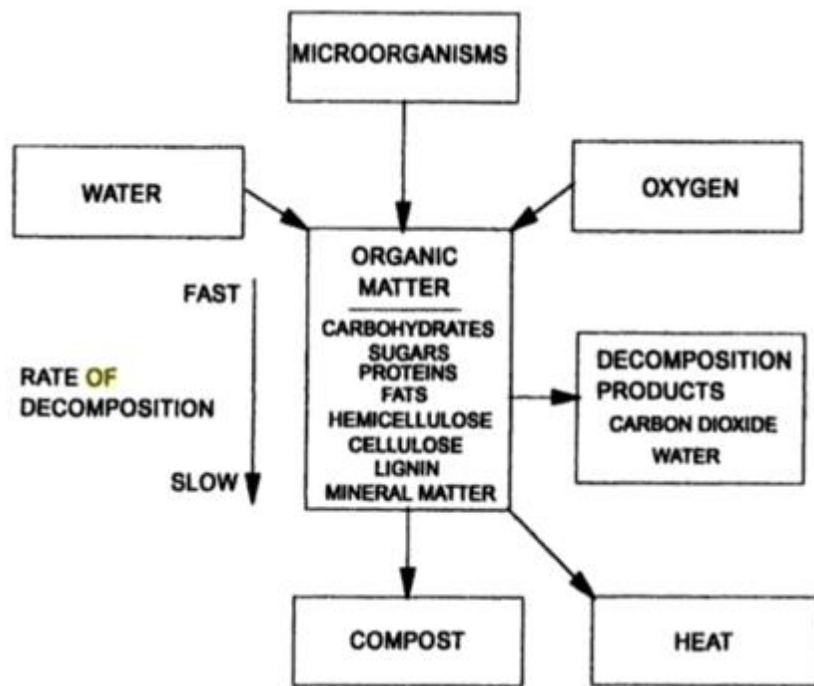 MICROORGANISMS
WATER
OXYGEN
ORGANIC
MATTER
CARBOHYDRATES
SUGARS
PROTEINS
FATS
HEMICELLULOSE
CELLULOSE
LIGNIN
MINERAL MATTER
FAST
RATE OF
DECOMPOSITION
SLOW
DECOMPOSITION
PRODUCTS
CARBON DIOXIDE
WATER
COMPOST
HEAT